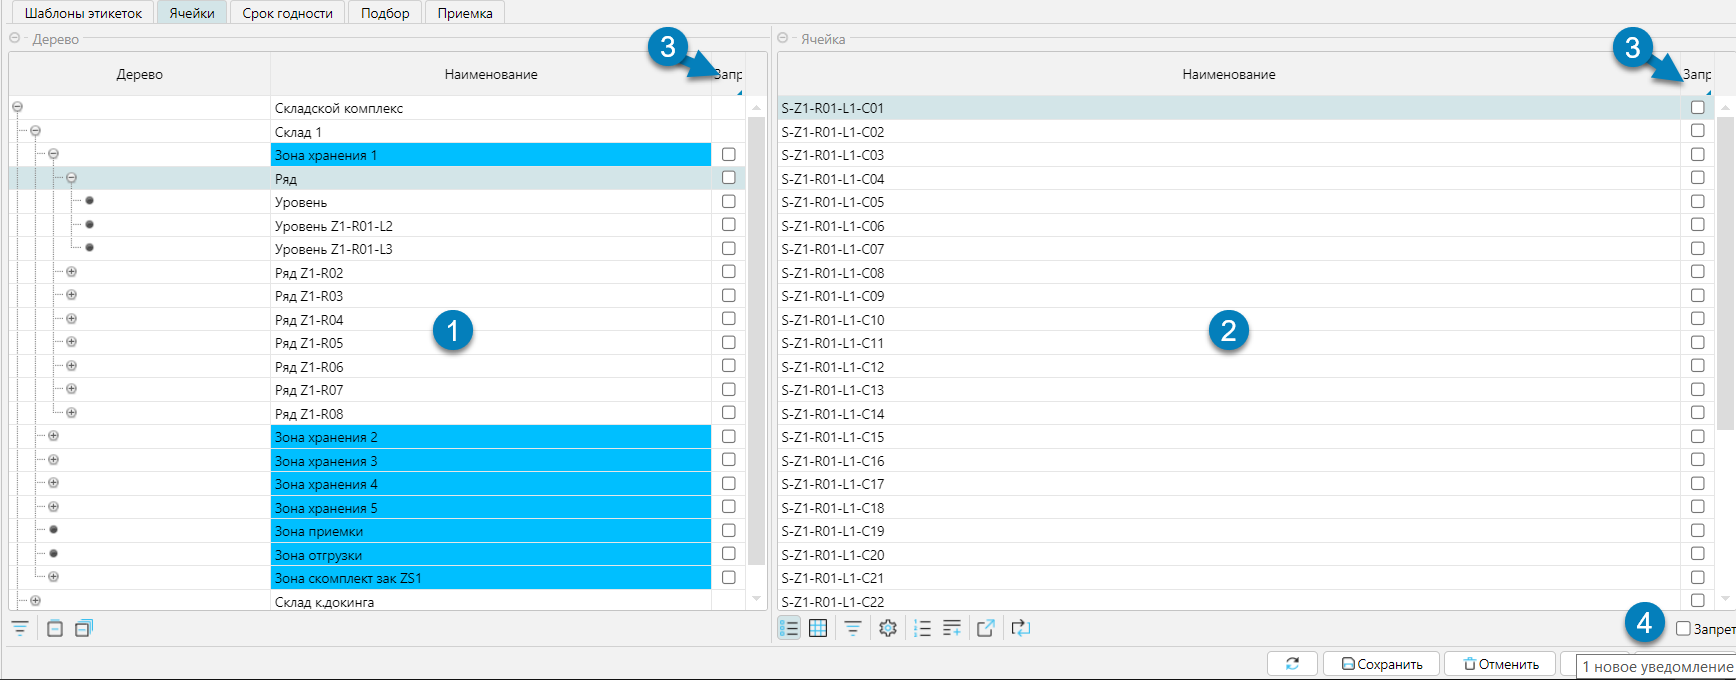 Шаблоны этикеток Ячейки Срок годности Подбор Приемка
Дерево
Дерево Наименование Запр
3
Складской комплекс
Склад 1
Зона хранения 1
Ряд
Уровень
Уровень Z1-R01-L2
Уровень Z1-R01-L3
Ряд Z1-R02
Ряд Z1-R03
Ряд Z1-R04
1
Ряд Z1-R05
Ряд Z1-R06
Ряд Z1-R07
Ряд Z1-R08
Зона хранения 2
Зона хранения 3
Зона хранения 4
Зона хранения 5
Зона приемки
Зона отгрузки
Зона скомплект зак ZS1
Склад к.докинга
Ячейка
Наименование Запр
3
S-Z1-R01-L1-C01
S-Z1-R01-L1-C02
S-Z1-R01-L1-C03
S-Z1-R01-L1-C04
S-Z1-R01-L1-C05
S-Z1-R01-L1-C06
S-Z1-R01-L1-C07
S-Z1-R01-L1-C08
S-Z1-R01-L1-C09
S-Z1-R01-L1-C10
2
S-Z1-R01-L1-C11
S-Z1-R01-L1-C12
S-Z1-R01-L1-C13
S-Z1-R01-L1-C14
S-Z1-R01-L1-C15
S-Z1-R01-L1-C16
S-Z1-R01-L1-C17
S-Z1-R01-L1-C18
S-Z1-R01-L1-C19
S-Z1-R01-L1-C20
S-Z1-R01-L1-C21
S-Z1-R01-L1-C22
4
Запрет
Сохранить Отменить
1 новое уведомление